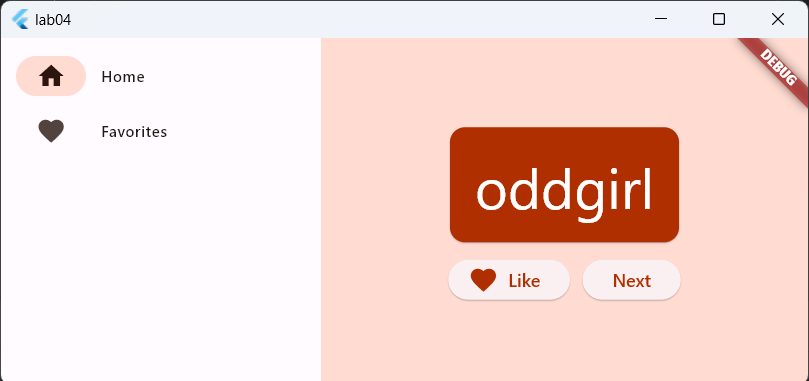 lab04
Home
Favorites
DEBUG
oddgirl
Like
Next